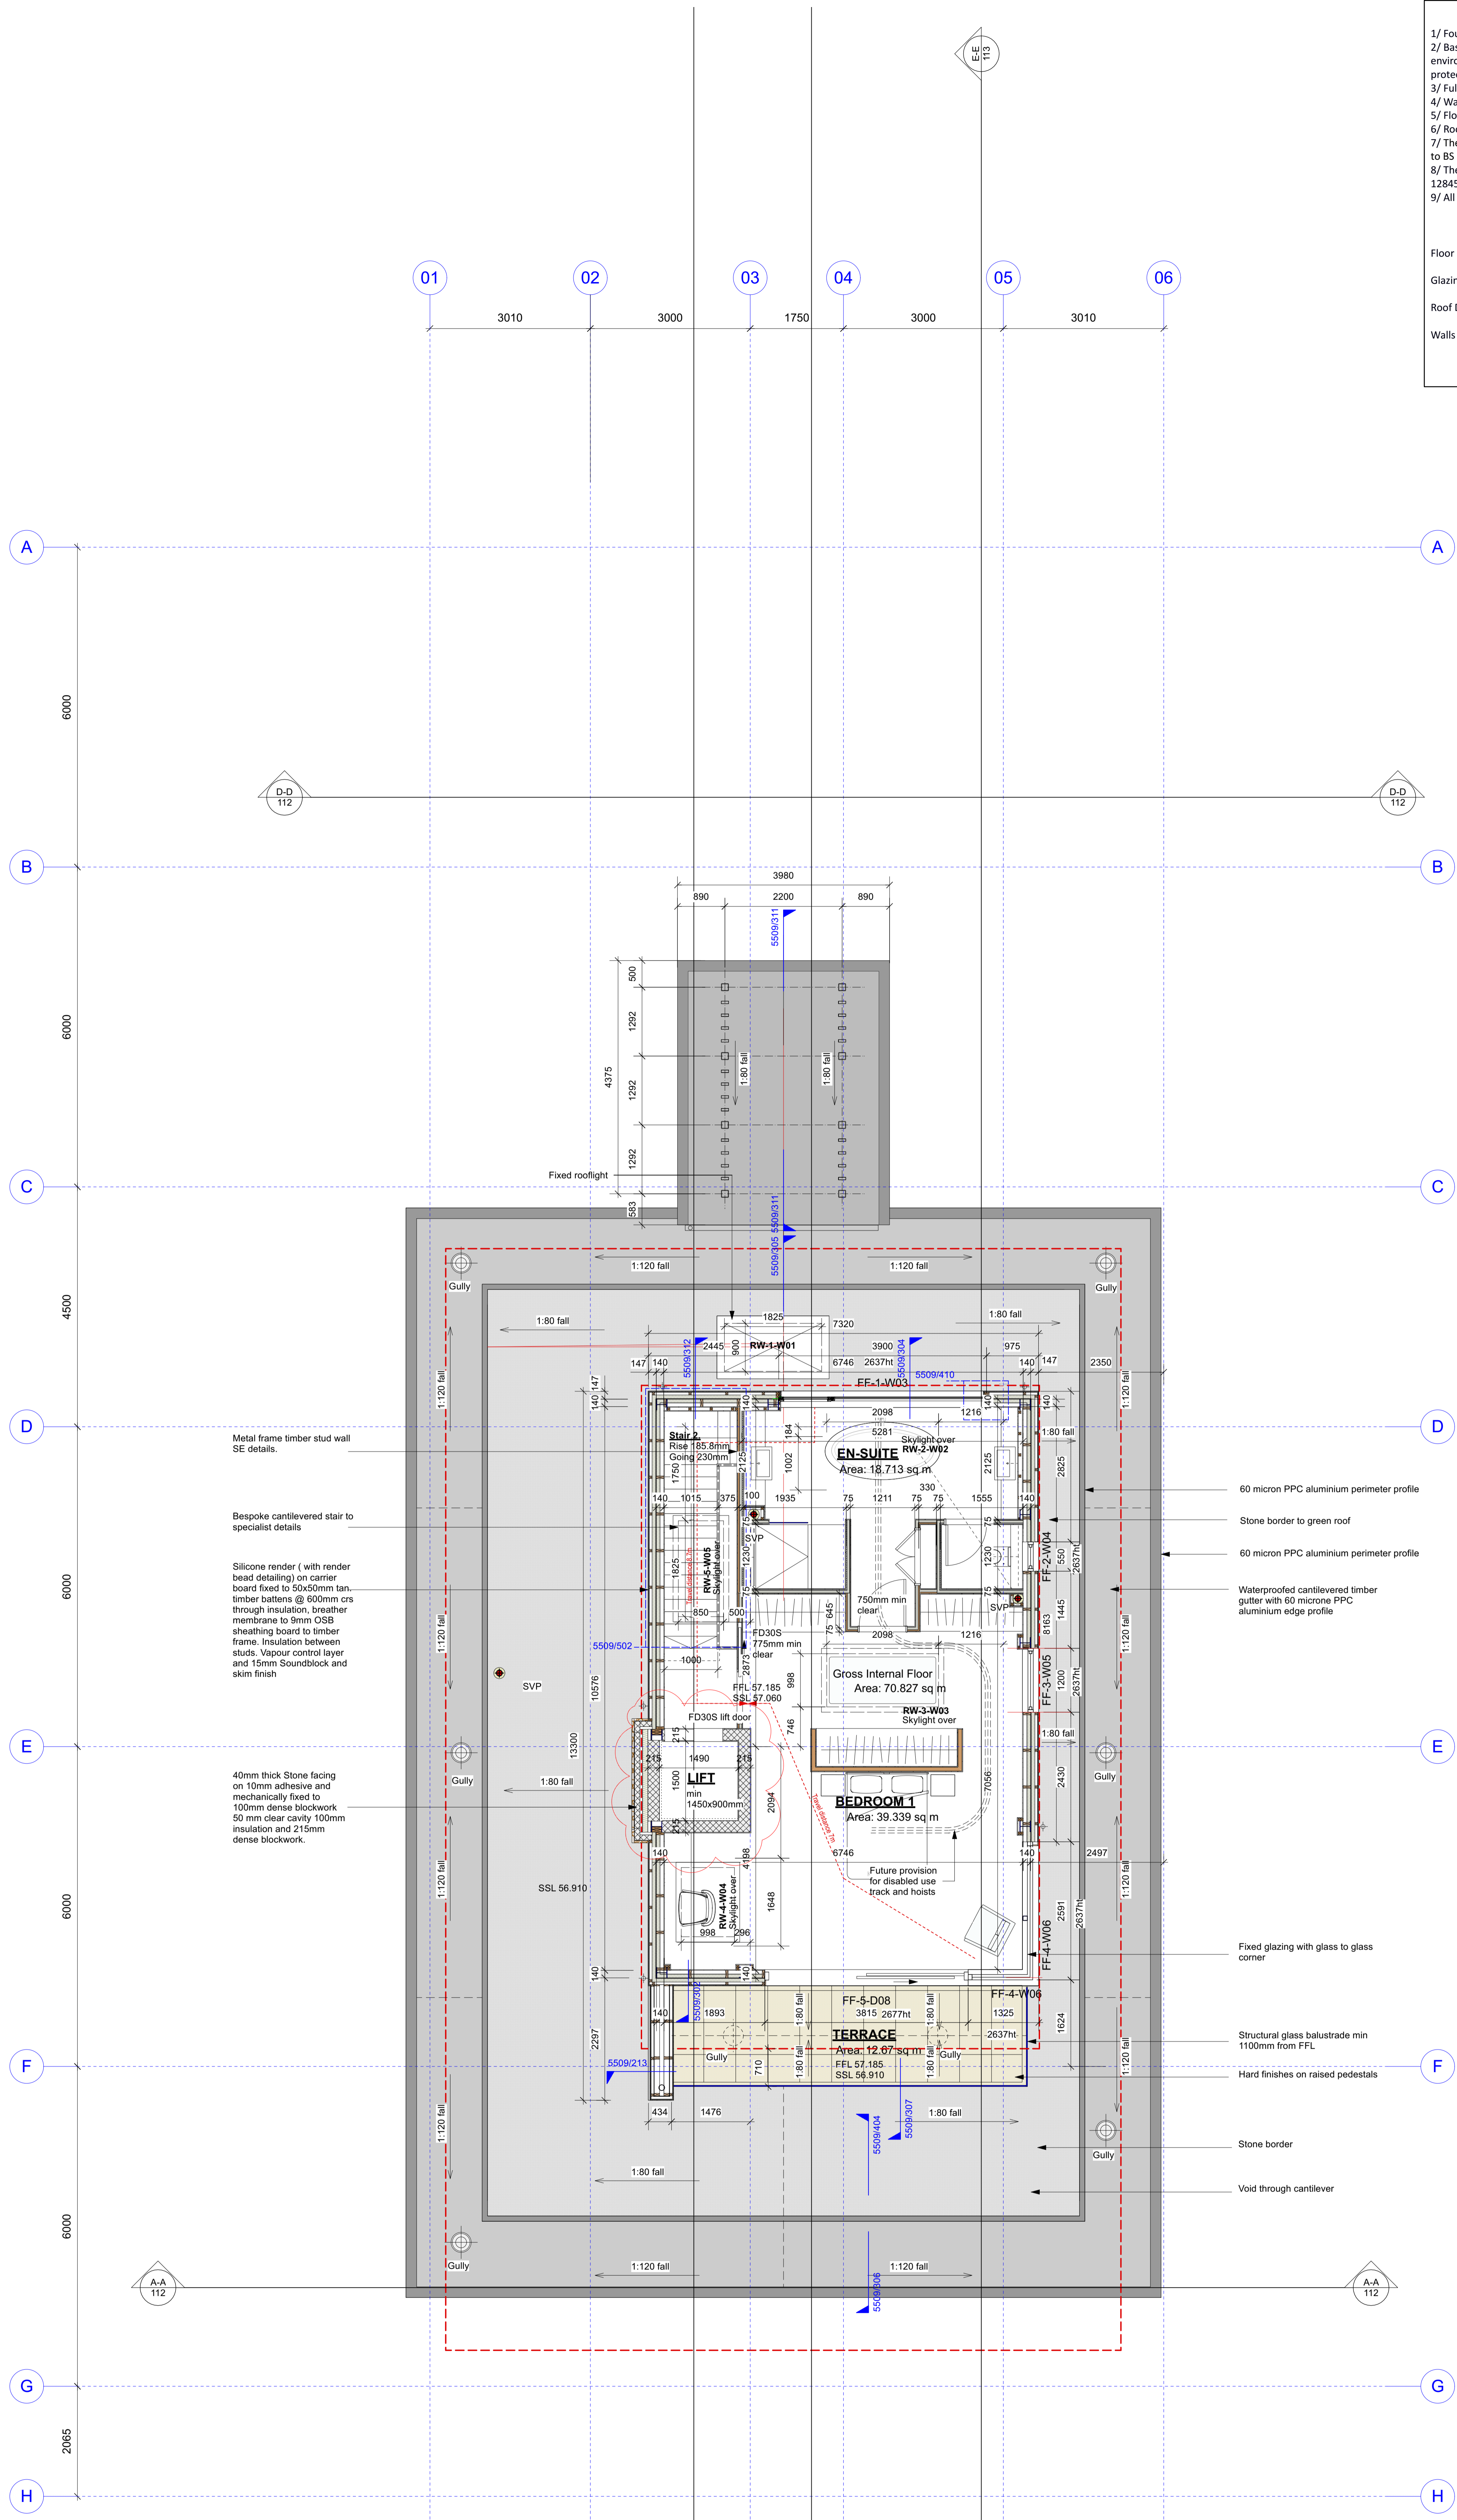 1/ Fou
2/ Bas
enviro
protec
3/ Full
4/ Wa
5/ Floo
6/ Roo
7/ The
to BS
8/ The
12845
9/ All
Floor
Glazin
Roof D
Walls
E-E
113
01
02
03
04
05
06
3010
3000
1750
3000
3010
A
A
6000
D-D
112
D-D
112
B
B
3980
890
2200
890
5509/311
500
1292
6000
4375
1:80 fall
1:80 fall
1292
1292
Fixed rooflight
C
C
583
5509/311
5509/305
1:120 fall
1:120 fall
Gully
Gully
4500
1:80 fall
1:80 fall
1825
7320
5509/312
2445
900
RW-1-W01
3900
5509/304
975
147
140
6746
2637ht
140
147
2350
5509/410
FF-1-W03
1:120 fall
1:120 fall
147
140
140
140
140
2098
1216
D
D
Metal frame timber stud wall
SE details.
Stair 2.
Rise 185.8mm
Going 230mm
184
5281
Skylight over
RW-2-W02
EN-SUITE
Area: 18.713 sq m
1:80 fall
1750
2125
1002
2125
2825
330
140
1015
375
100
1935
75
1211
75
75
1555
140
60 micron PPC aluminium perimeter profile
Bespoke cantilevered stair to
specialist details
Stone border to green roof
SVP
75
75
1825
RW-5-W05
Skylight over
Travel distance 8.7m
1230
1230
FF-2-W04
550
2637ht
60 micron PPC aluminium perimeter profile
Silicone render ( with render
bead detailing) on carrier
board fixed to 50x50mm tan.
timber battens @ 600mm crs
through insulation, breather
membrane to 9mm OSB
sheathing board to timber
frame. Insulation between
studs. Vapour control layer
and 15mm Soundblock and
skim finish
6000
Waterproofed cantilevered timber
gutter with 60 microne PPC
aluminium edge profile
75
75
750mm min
clear
SVP
850
500
645
75
2098
1216
1445
8163
1:120 fall
1:120 fall
5509/502
FD30S
775mm min
clear
1000
2873
998
Gross Internal Floor
Area: 70.827 sq m
FF-3-W05
1200
2637ht
SVP
10576
FFL 57.185
SSL 57.060
RW-3-W03
Skylight over
FD30S lift door
746
13300
215
1:80 fall
E
E
215
1490
215
Gully
Gully
1:80 fall
LIFT
min
1450x900mm
1500
2094
7056
2430
40mm thick Stone facing
on 10mm adhesive and
mechanically fixed to
100mm dense blockwork
50 mm clear cavity 100mm
insulation and 215mm
dense blockwork.
215
BEDROOM 1
Area: 39.339 sq m
Travel distance 7m
140
4198
6746
140
2497
Future provision
for disabled use
track and hoists
1:120 fall
1:120 fall
SSL 56.910
6000
RW-4-W04
Skylight over
1648
2591
2637ht
998
296
FF-4-W06
Fixed glazing with glass to glass
corner
140
140
5509/302
FF-5-D08
FF-4-W06
140
1893
1:80 fall
3815
2677ht
1:80 fall
1325
1624
TERRACE
Area: 12.67 sq m
2637ht
2297
Gully
Gully
Structural glass balustrade min
1100mm from FFL
5509/213
710
1:80 fall
FFL 57.185
SSL 56.910
1:80 fall
1:120 fall
F
F
Hard finishes on raised pedestals
434
1476
5509/404
5509/307
1:80 fall
1:120 fall
Gully
Stone border
1:80 fall
Void through cantilever
6000
Gully
1:120 fall
1:120 fall
5509/306
A-A
112
A-A
112
G
G
2065
H
H